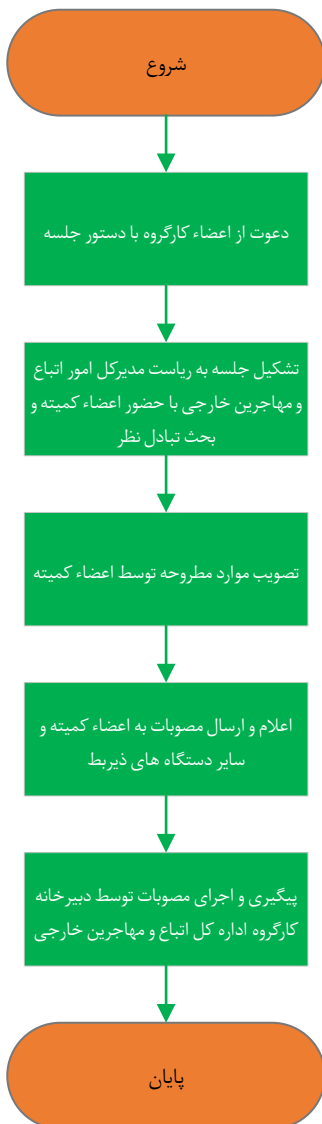 شروع
دعوت از اعضاء کارگروه با دستور جلسه
تشکیل جلسه به ریاست مدیرکل امور اتباع
و مهاجرین خارجی با حضور اعضاء کمیته و
بحث تبادل نظر
تصویب موارد مطروحه توسط اعضاء کمیته
اعلام و ارسال مصوبات به اعضاء کمیته و
سایر دستگاه های ذیربط
پیگیری و اجرای مصوبات توسط دبیرخانه
کارگروه اداره کل اتباع و مهاجرین خارجی
پایان